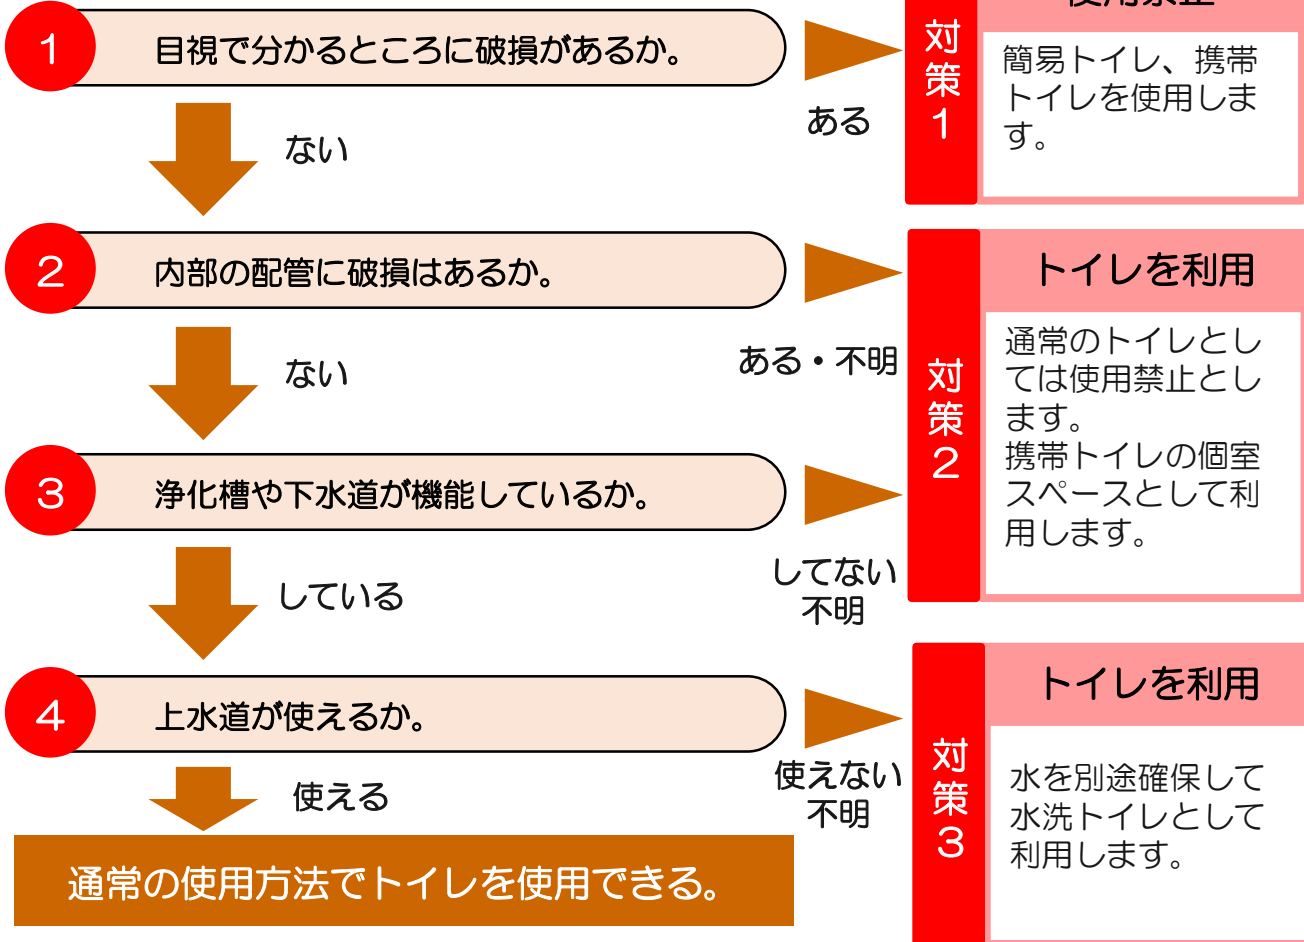 1
目視で分かるところに破損があるか。
ある
ない
対策1
簡易トイレ、携帯
トイレを使用しま
す。
2
内部の配管に破損はあるか。
ある・不明
ない
対策2
トイレを利用
通常のトイレとし
ては使用禁止とし
ます。
携帯トイレの個室
スペースとして利
用します。
3
浄化槽や下水道が機能しているか。
してない
不明
している
4
上水道が使えるか。
使えない
不明
使える
対策3
トイレを利用
水を別途確保して
水洗トイレとして
利用します。
通常の使用方法でトイレを使用できる。